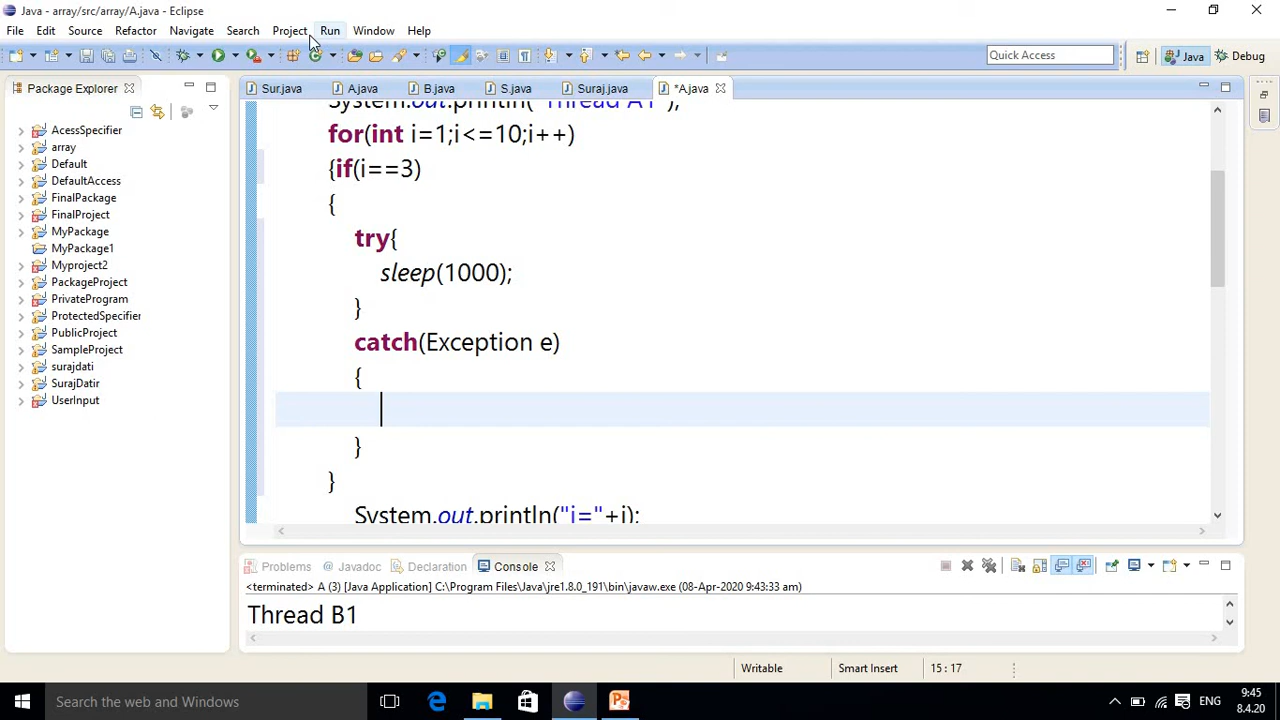 Java - array/src/array/A.java - Eclipse
File Edit Source Refactor Navigate Search Project Run Window Help
Quick Access
Java
Debug
Package Explorer
Sur.java
A.java
B.java
S.java
Suraj.java
*A.java
AcessSpecifier
array
Default
DefaultAccess
FinalPackage
FinalProject
MyPackage
MyPackage1
Myproject2
PackageProject
PrivateProgram
ProtectedSpecifier
PublicProject
SampleProject
surajdati
SurajDatir
UserInput
System.out.println("Thread A1");
for(int i=1;i<=10;i++)
{if(i==3)
{
try{
sleep(1000);
}
catch(Exception e)
{
}
}
System.out.println("i="+i);
Problems
Javadoc
Declaration
Console
<terminated> A (3) [Java Application] C:\Program Files\Java\jre1.8.0_191\bin\javaw.exe (08-Apr-2020 9:43:33 am)
Thread B1
Writable
Smart Insert
15 : 17
Search the web and Windows
ENG
9:45
8.4.20